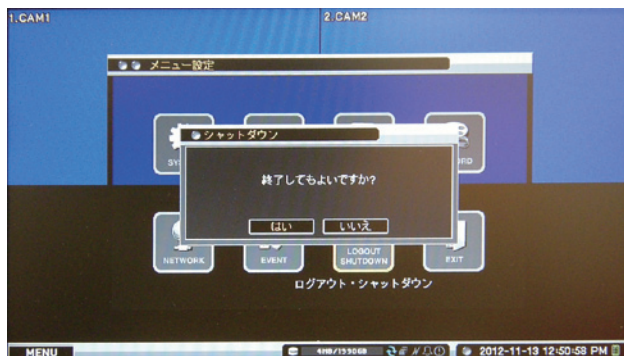 1.CAM1
2.CAM2
メニュー設定
シャットダウン
終了してもよいですか?
はい いいえ
NETWORK
EVENT
LOGOUT
SHUTDOWN
EXIT
ログアウト・シャットダウン
MENU
2012-11-13 12:50:58 PM